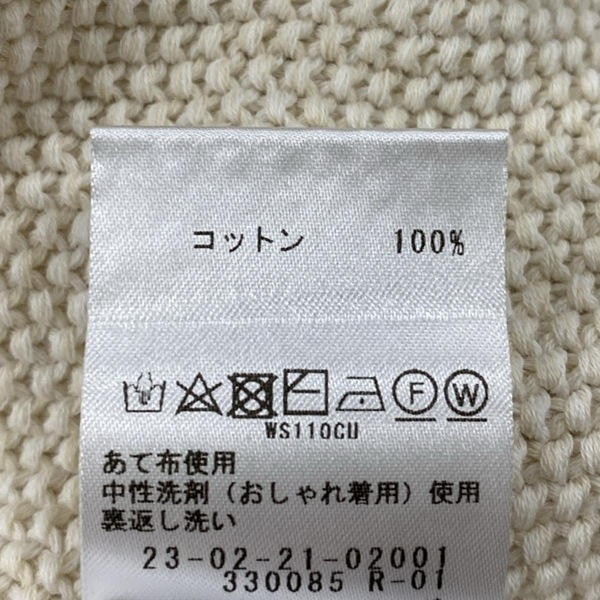 コットン 100%
F W
WS110CU
あて布使用
中性洗剤（おしゃれ着用）使用
裏返し洗い
23-02-21-02001
330085 R-01